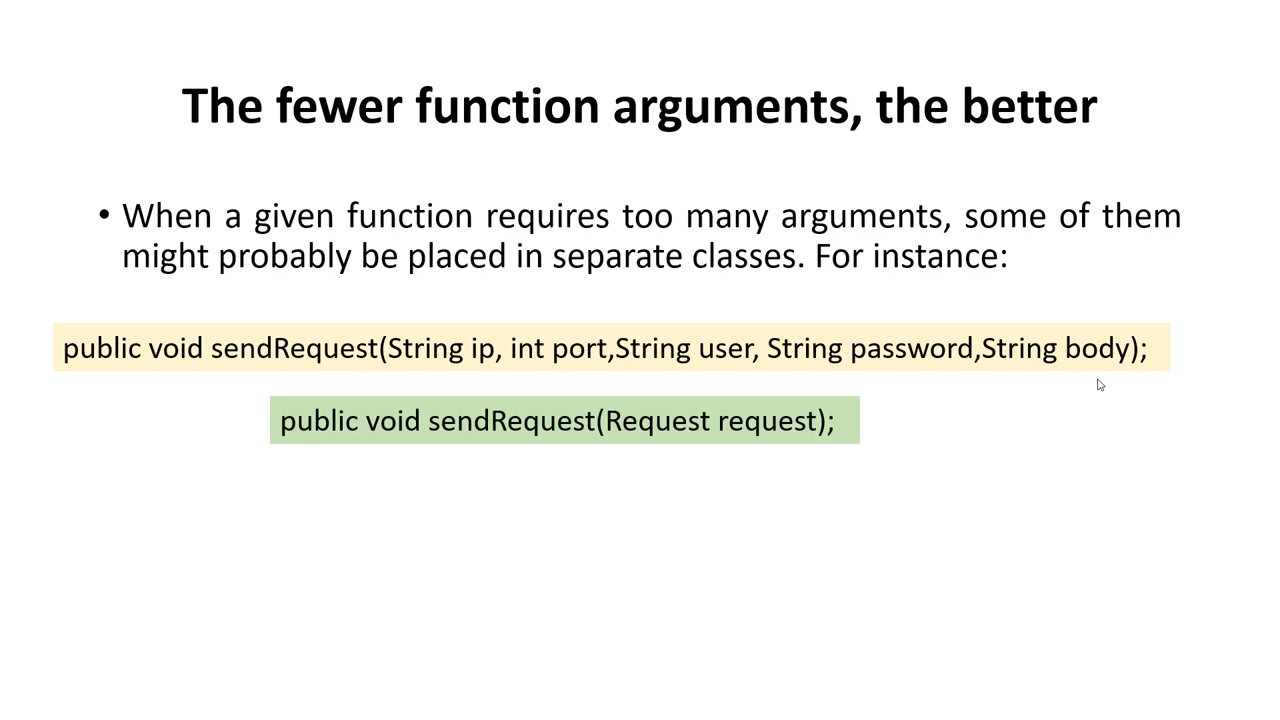 The fewer function arguments, the better
• When a given function requires too many arguments, some of them
might probably be placed in separate classes. For instance:
public void sendRequest(String ip, int port,String user, String password,String body);
public void sendRequest(Request request);